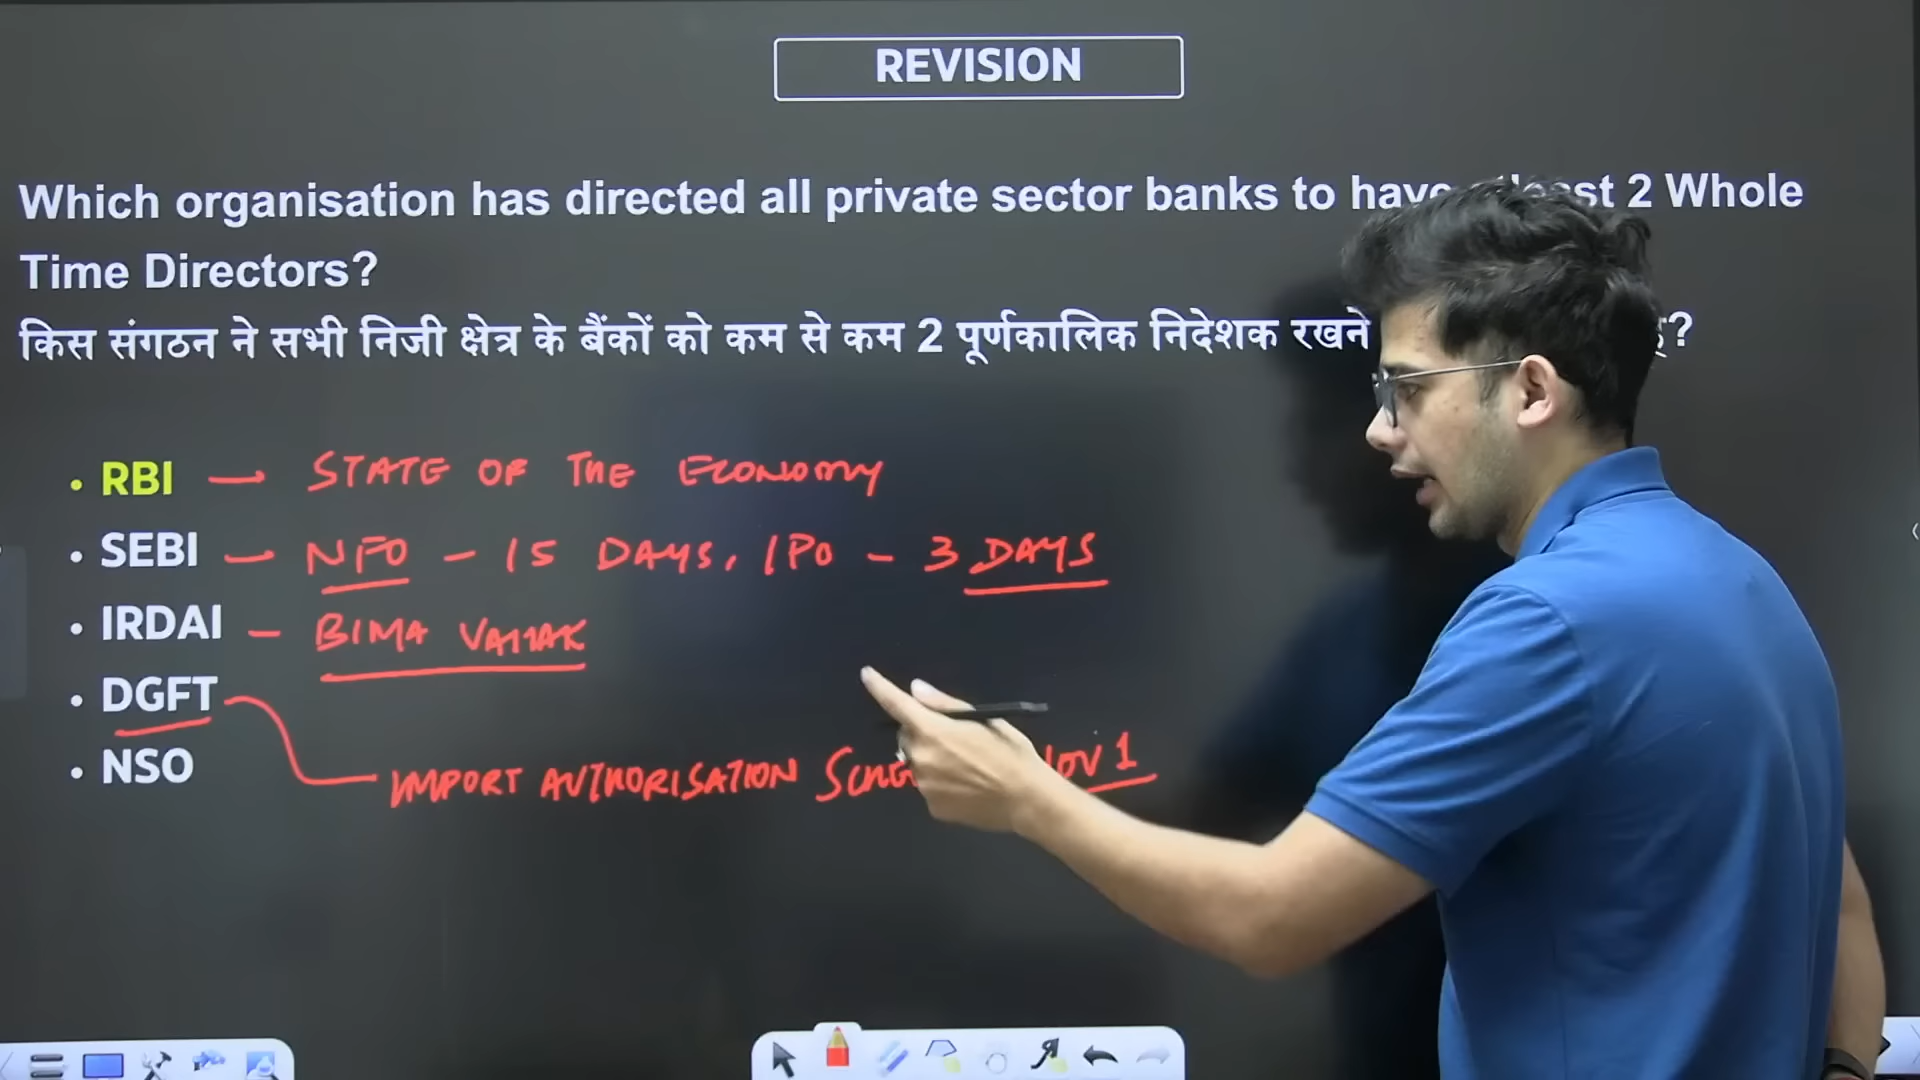 REVISION
Which organisation has directed all private sector banks to have 2 Whole
Time Directors?
किस संगठन ने सभी निजी क्षेत्र के बैंकों को कम से कम 2 पूर्णकालिक निदेशक रखने ?
• RBI → STATE OF THE ECONOMY
• SEBI — NFO – 15 DAYS, IPO – 3 DAYS
• IRDAI – BIMA VAHAK
• DGFT
• NSO
IMPORT AUTHORISATION 1